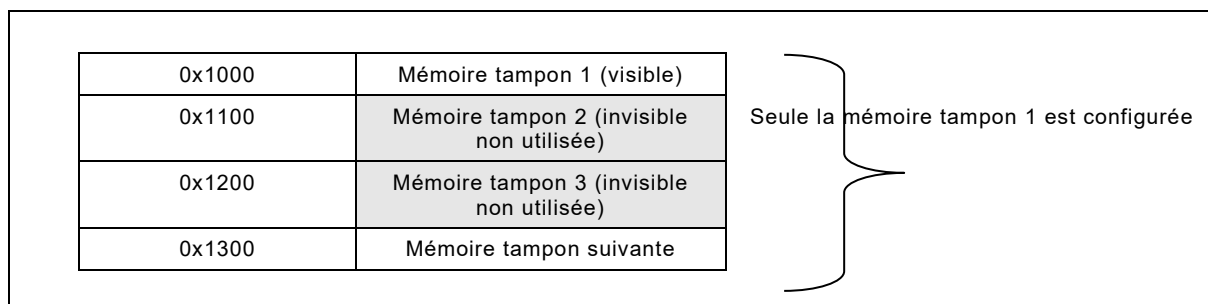 0x1000 Mémoire tampon 1 (visible)
0x1100 Mémoire tampon 2 (invisible
non utilisée)
Seule la mémoire tampon 1 est configurée
0x1200 Mémoire tampon 3 (invisible
non utilisée)
0x1300 Mémoire tampon suivante